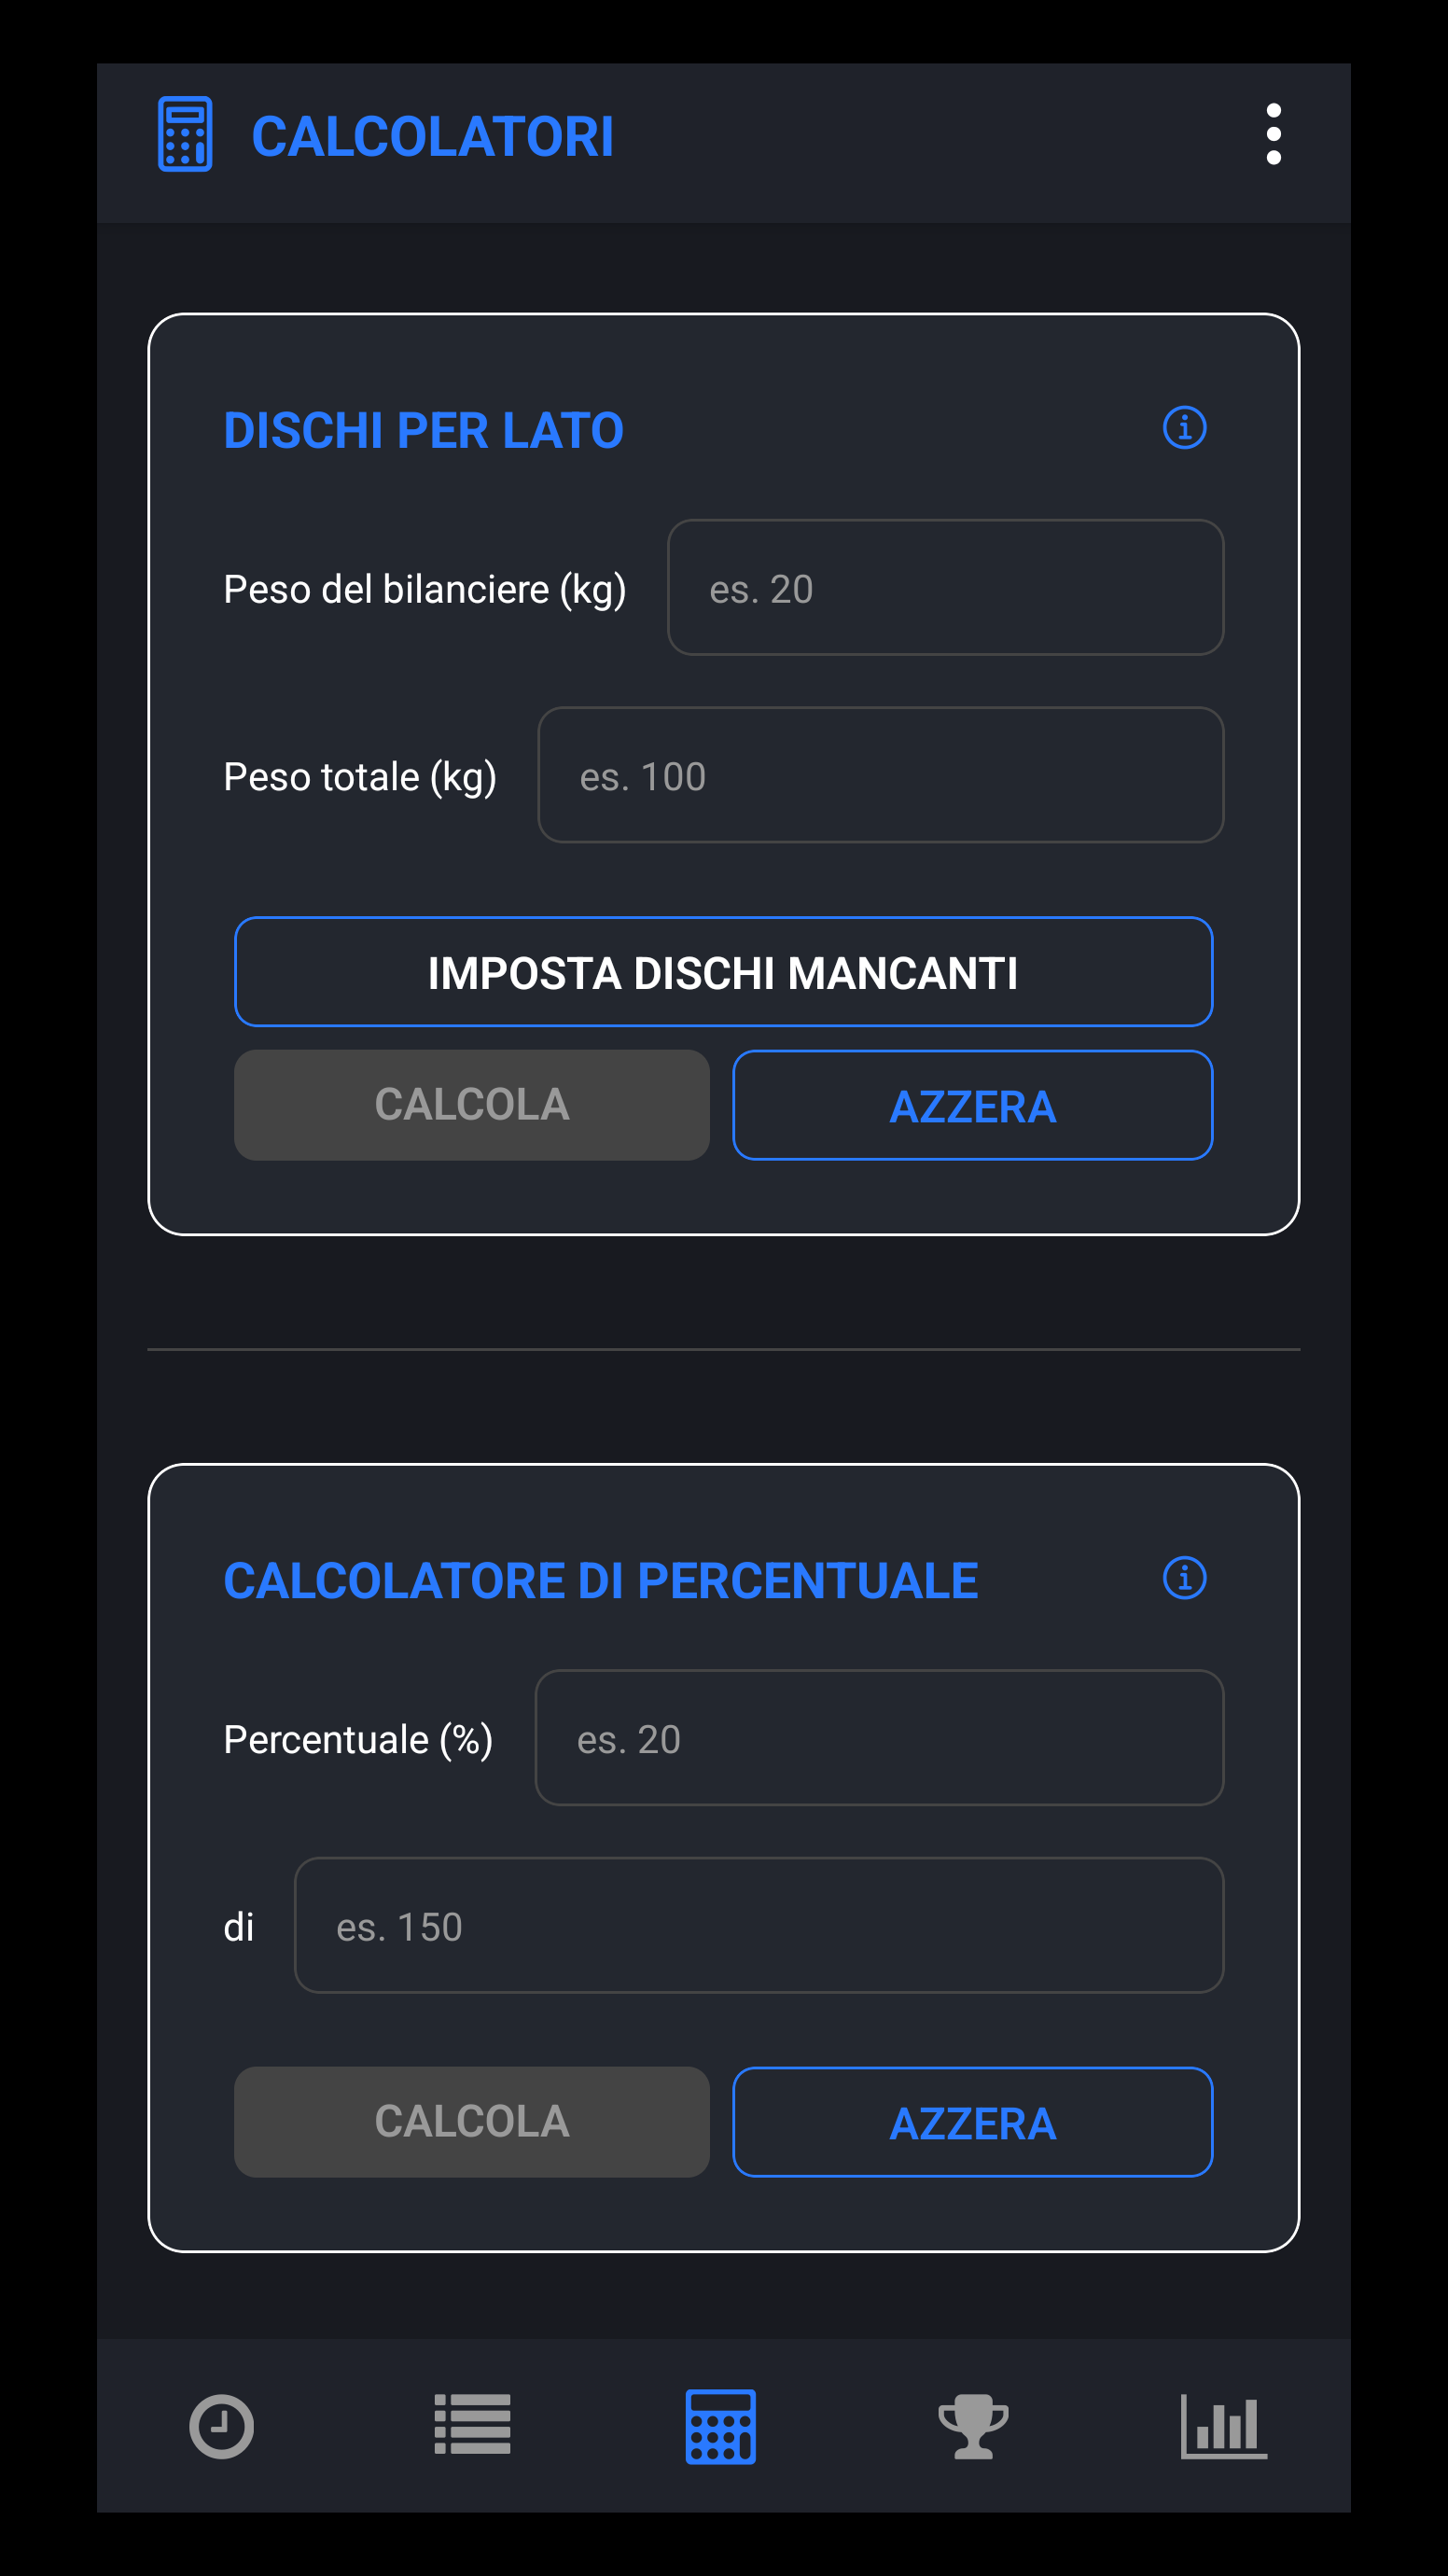 CALCOLATORI
DISCHI PER LATO
Peso del bilanciere (kg)
es. 20
Peso totale (kg)
es. 100
IMPOSTA DISCHI MANCANTI
CALCOLA
AZZERA
CALCOLATORE DI PERCENTUALE
Percentuale (%)
es. 20
di
es. 150
CALCOLA
AZZERA